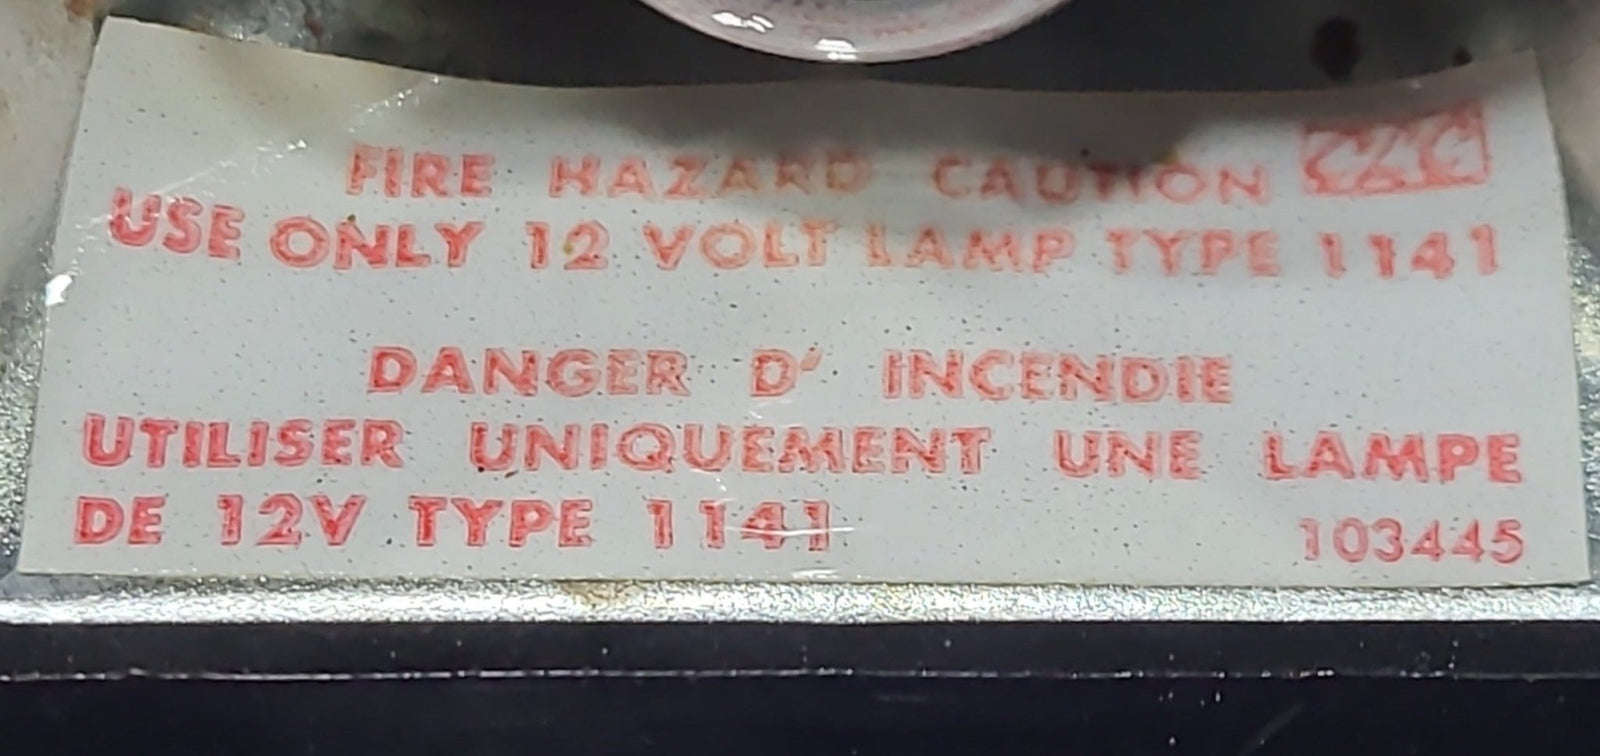 FIRE HAZARD CAUTION
USE ONLY 12 VOLT LAMP TYPE 1141
DANGER D' INCENDIE
UTILISER UNIQUEMENT UNE LAMPE
DE 12V TYPE 1141
103445